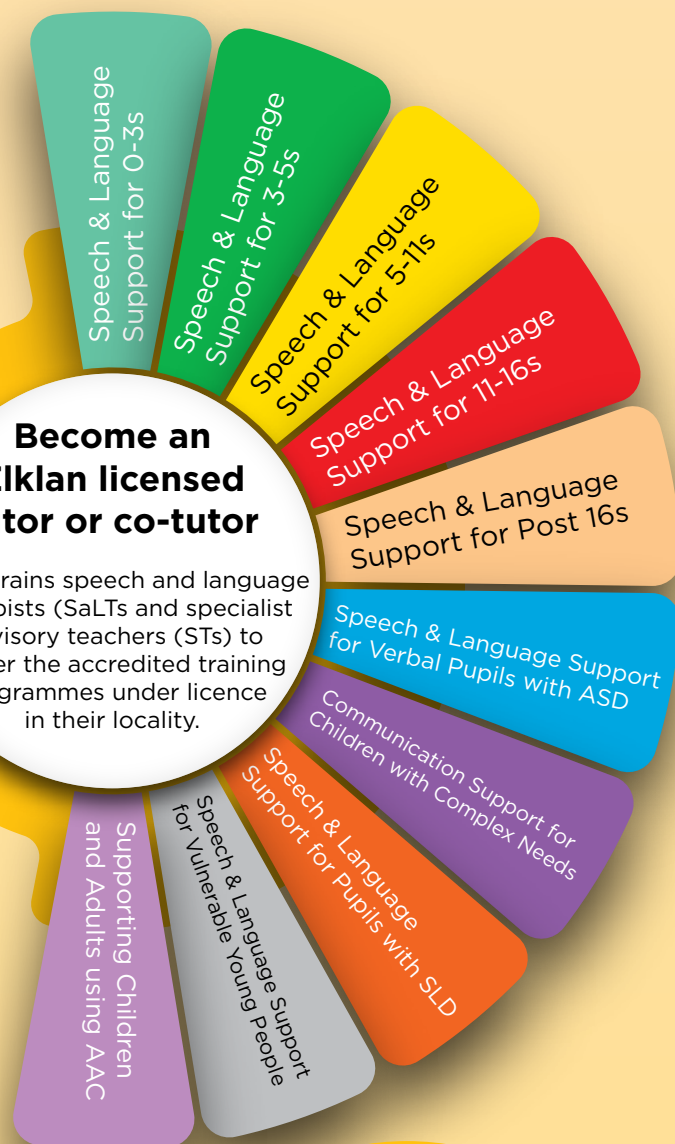 Speech & Language
Support for 0-3s
Speech & Language
Support for 3-5s
Speech & Language
Support for 5-11s
Speech & Language
Support for 11-16s
Speech & Language
Support for Post 16s
Speech & Language Support
for Verbal Pupils with ASD
Communication Support for
Children with Complex Needs
Speech & Language
Support for Pupils with SLD
Speech & Language Support
for Vulnerable Young People
Supporting Children
and Adults using AAC
Become an
Elklan licensed
tor or co-tutor
rains speech and language
pists (SaLTs and specialist
visory teachers (STs) to
er the accredited training
grammes under licence
in their locality.